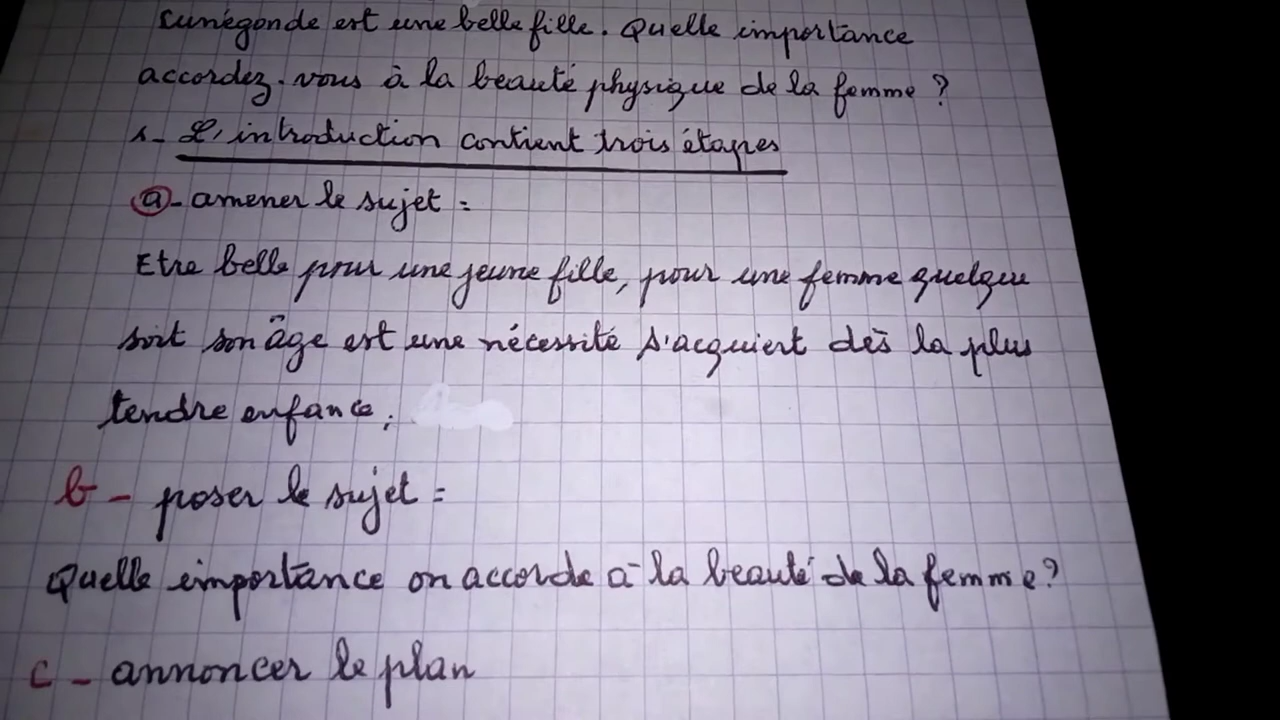 Cunégonde est une belle fille. Quelle importance
accordez-vous à la beauté physique de la femme ?
1- L'introduction contient trois étapes
a- amener le sujet :
Etre belle pour une jeune fille, pour une femme quelque
soit son âge est une nécessité s'acquiert dès la plus
tendre enfance,
b - poser le sujet :
Quelle importance on accorde à la beauté de la femme ?
c - annoncer le plan